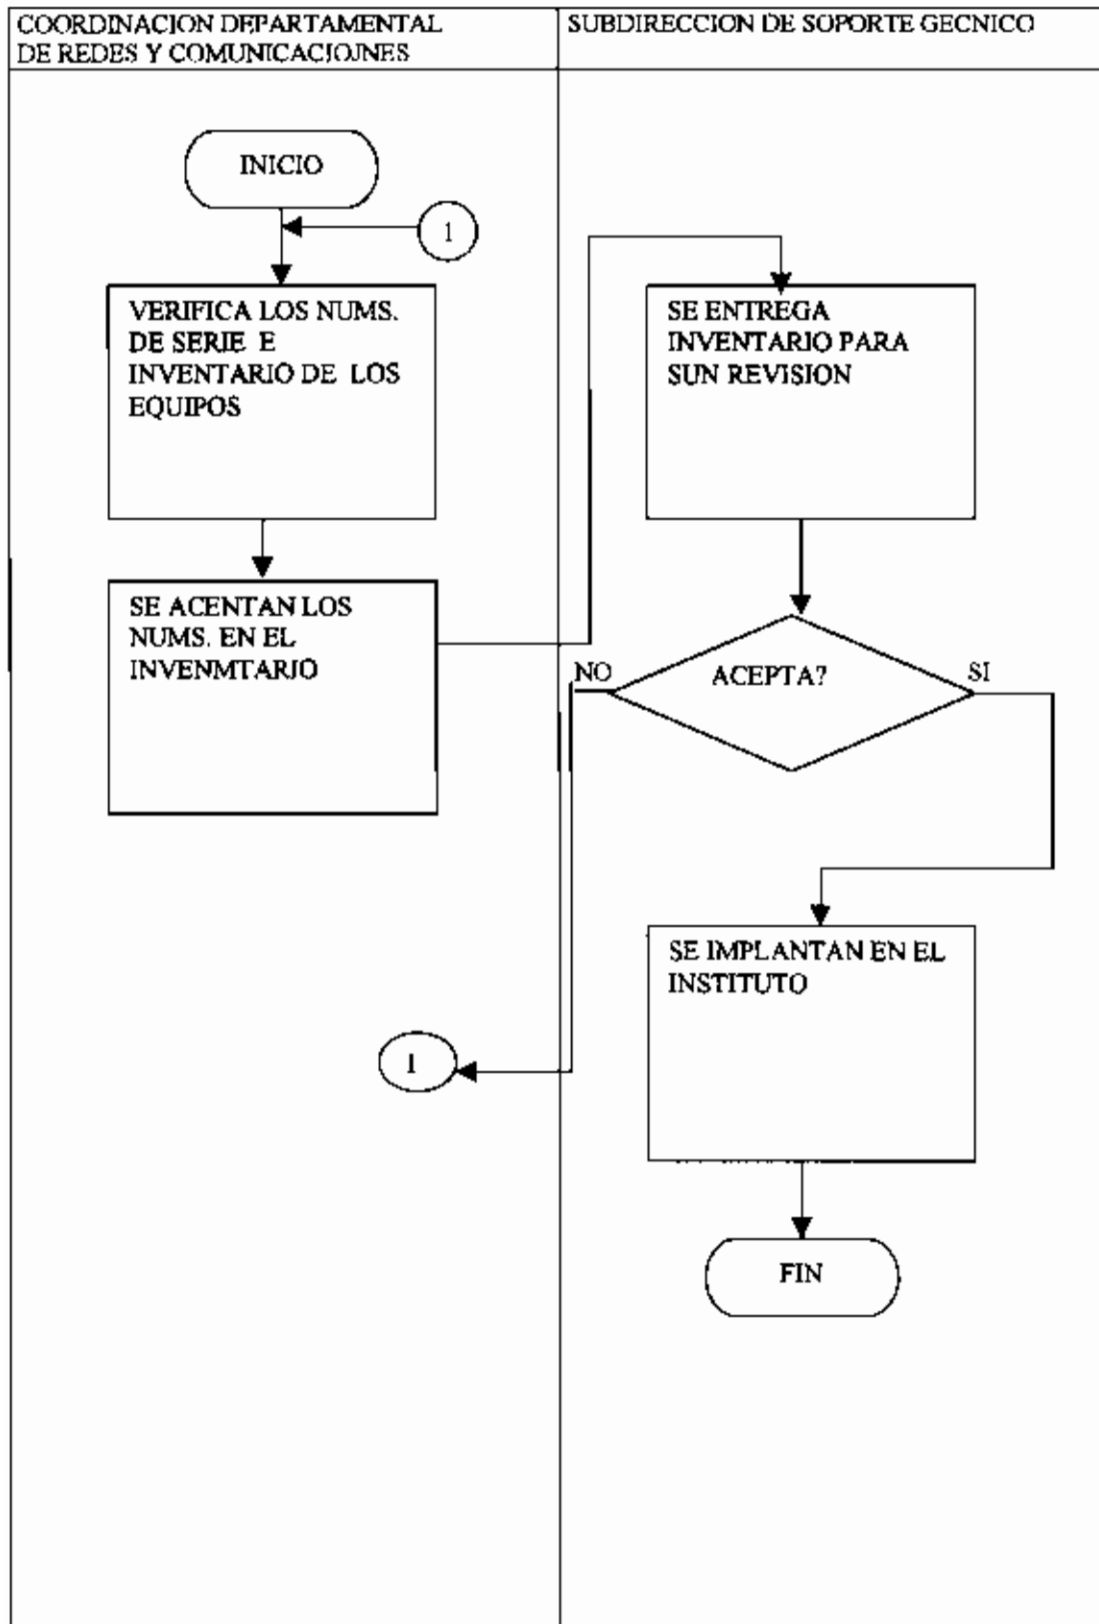 COORDINACION DEPARTAMENTAL
DE REDES Y COMUNICACIOJNES
SUBDIRECCION DE SOPORTE GECNICO
INICIO
1
VERIFICA LOS NUMS.
DE SERIE E
INVENTARIO DE LOS
EQUIPOS
SE ACENTAN LOS
NUMS. EN EL
INVENMTARIO
SE ENTREGA
INVENTARIO PARA
SUN REVISION
NO
ACEPTA?
SI
SE IMPLANTAN EN EL
INSTITUTO
1
FIN